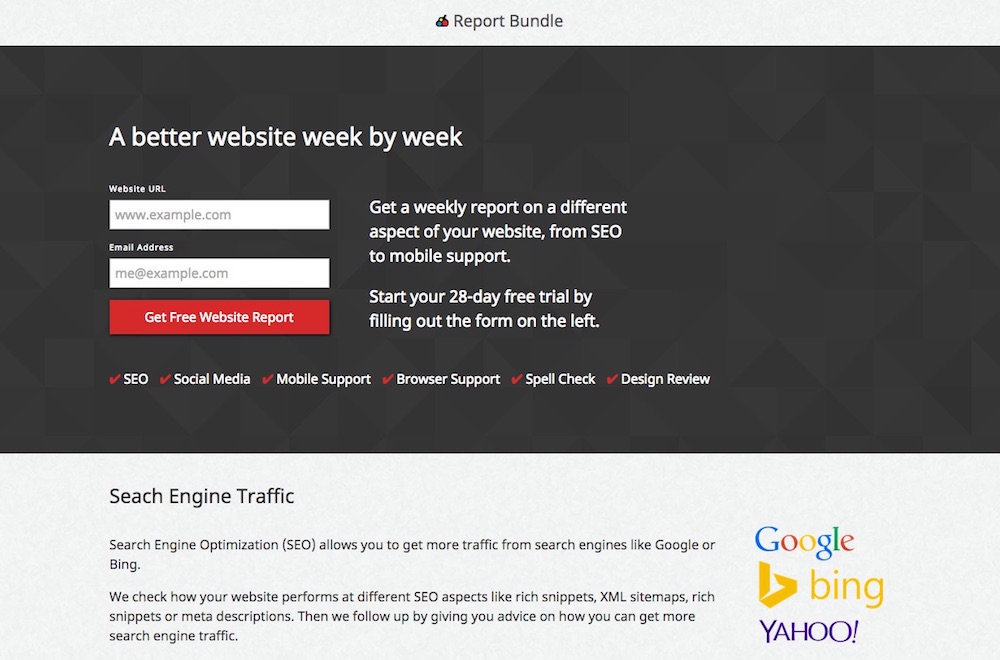 Report Bundle
A better website week by week
Website URL
www.example.com
Email Address
me@example.com
Get Free Website Report
Get a weekly report on a different
aspect of your website, from SEO
to mobile support.
Start your 28-day free trial by
filling out the form on the left.
✔ SEO ✔ Social Media ✔ Mobile Support ✔ Browser Support ✔ Spell Check ✔ Design Review
Seach Engine Traffic
Search Engine Optimization (SEO) allows you to get more traffic from search engines like Google or
Bing.
We check how your website performs at different SEO aspects like rich snippets, XML sitemaps, rich
snippets or meta descriptions. Then we follow up by giving you advice on how you can get more
search engine traffic.
Google
bing
YAHOO!